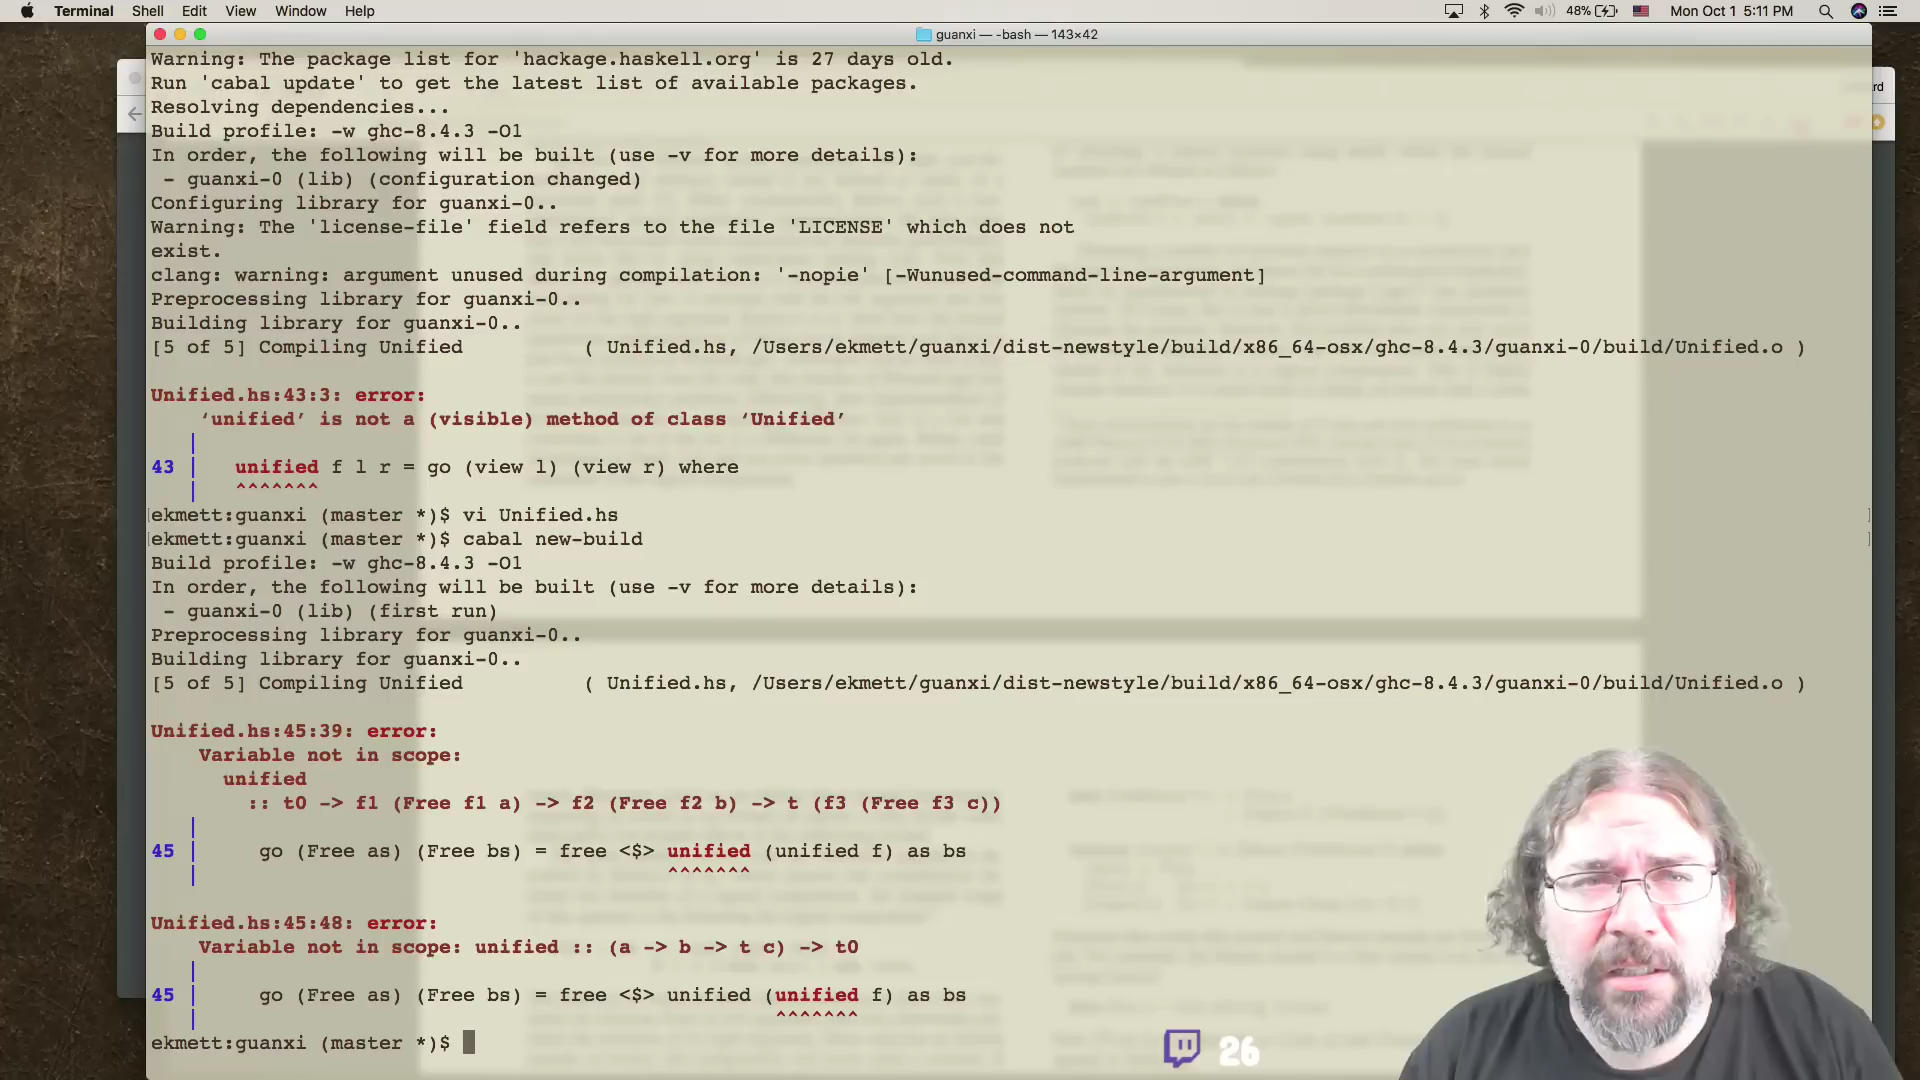 Terminal Shell Edit View Window Help 48% Mon Oct 1 5:11 PM
guanxi — -bash — 143×42
Warning: The package list for 'hackage.haskell.org' is 27 days old.
Run 'cabal update' to get the latest list of available packages.
rd
Resolving dependencies...
Build profile: -w ghc-8.4.3 -O1
In order, the following will be built (use -v for more details):
 - guanxi-0 (lib) (configuration changed)
Configuring library for guanxi-0..
Warning: The 'license-file' field refers to the file 'LICENSE' which does not
exist.
clang: warning: argument unused during compilation: '-nopie' [-Wunused-command-line-argument]
Preprocessing library for guanxi-0..
Building library for guanxi-0..
[5 of 5] Compiling Unified          ( Unified.hs, /Users/ekmett/guanxi/dist-newstyle/build/x86_64-osx/ghc-8.4.3/guanxi-0/build/Unified.o )
Unified.hs:43:3: error:
    ‘unified’ is not a (visible) method of class ‘Unified’
   |
43 |   unified f l r = go (view l) (view r) where
   |   ^^^^^^^
[ekmett:guanxi (master *)$ vi Unified.hs ]
[ekmett:guanxi (master *)$ cabal new-build ]
Build profile: -w ghc-8.4.3 -O1
In order, the following will be built (use -v for more details):
 - guanxi-0 (lib) (first run)
Preprocessing library for guanxi-0..
Building library for guanxi-0..
[5 of 5] Compiling Unified          ( Unified.hs, /Users/ekmett/guanxi/dist-newstyle/build/x86_64-osx/ghc-8.4.3/guanxi-0/build/Unified.o )
Unified.hs:45:39: error:
    Variable not in scope:
      unified
        :: t0 -> f1 (Free f1 a) -> f2 (Free f2 b) -> t (f3 (Free f3 c))
   |
45 |     go (Free as) (Free bs) = free <$> unified (unified f) as bs
   |                                       ^^^^^^^
Unified.hs:45:48: error:
    Variable not in scope: unified :: (a -> b -> t c) -> t0
   |
45 |     go (Free as) (Free bs) = free <$> unified (unified f) as bs
   |                                                ^^^^^^^
ekmett:guanxi (master *)$
26